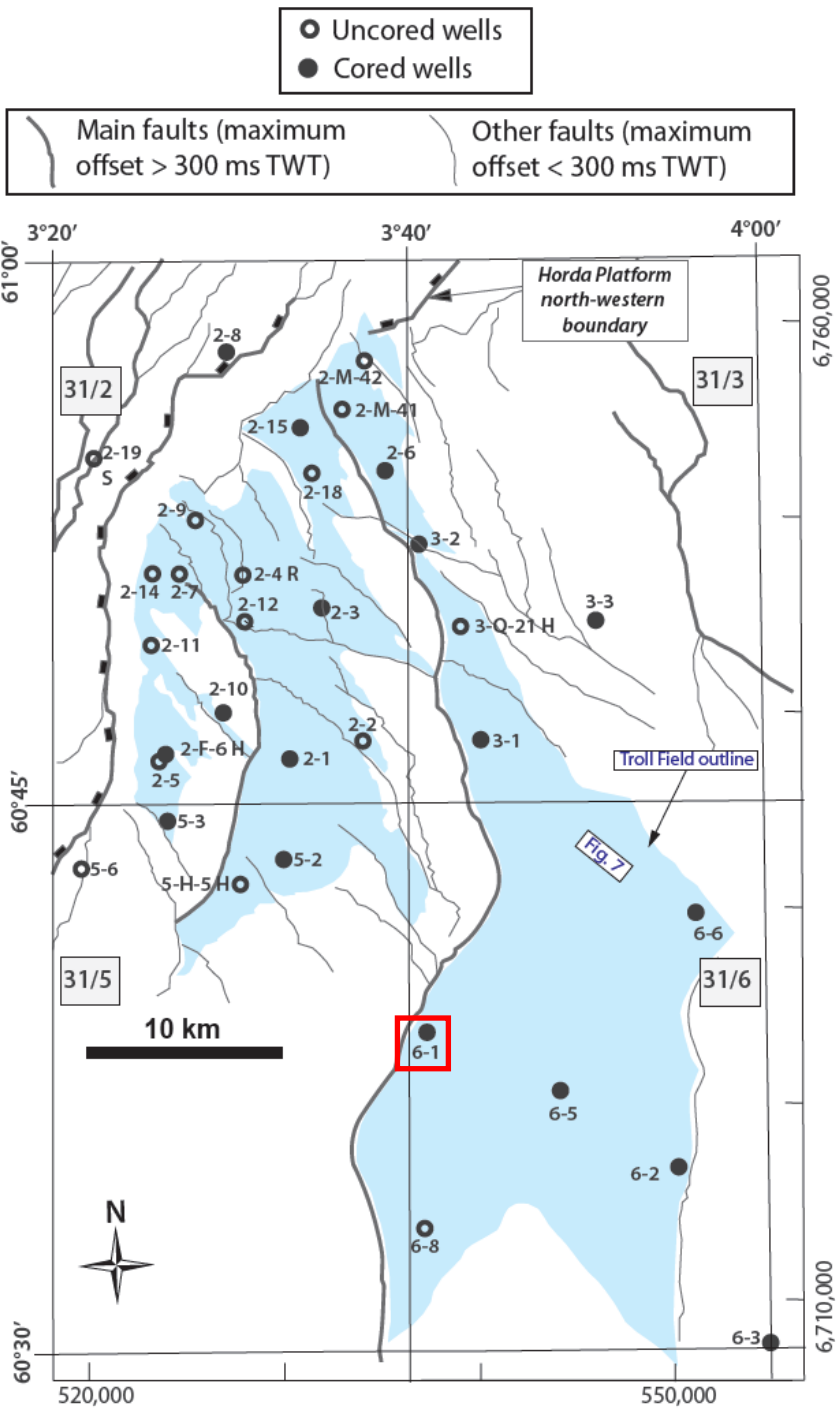 Uncored wells
Cored wells
Main faults (maximum
offset > 300 ms TWT)
Other faults (maximum
offset < 300 ms TWT)
3°20′
3°40′
4°00′
61°00′
Horda Platform
north-western
boundary
6,760,000
2-8
2-M-42
31/2
31/3
2-M-41
2-15
2-19
S
2-6
2-18
2-9
3-2
2-14
2-7
2-4 R
2-12
2-3
3-3
3-Q-21 H
2-11
2-10
2-2
3-1
2-F-6 H
2-5
2-1
Troll Field outline
60°45′
5-3
5-2
Fig. 7
5-6
5-H-5 H
6-6
31/5
31/6
10 km
6-1
6-5
6-2
N
6-8
6-3
60°30′
6,710,000
520,000
550,000